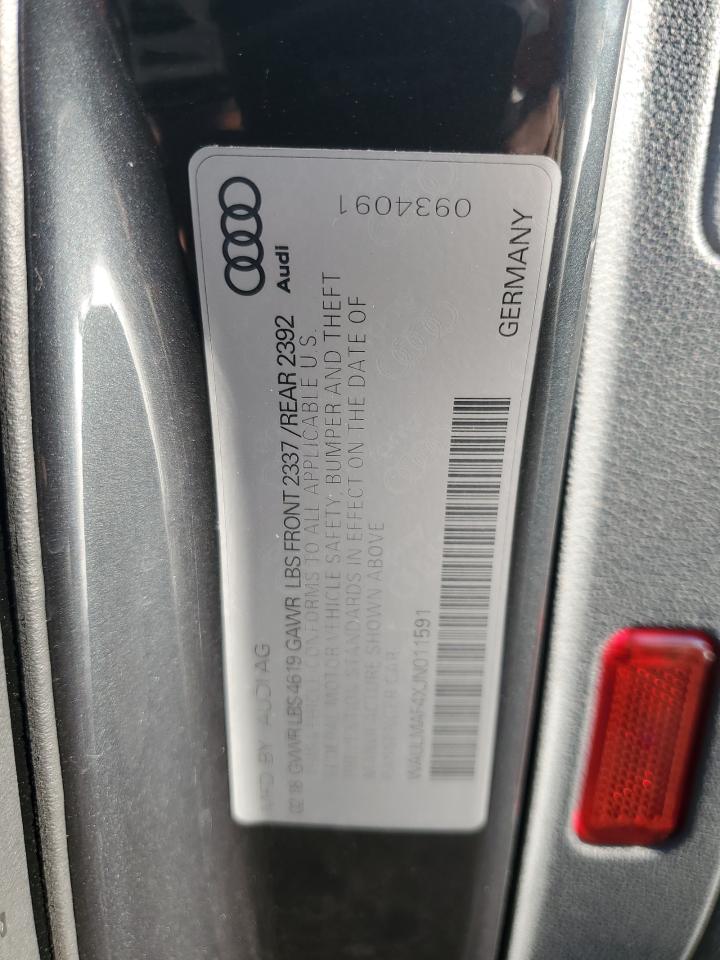 Audi
MFD BY AUDI AG
02 18 GVWR LBS 4619 GAWR LBS FRONT 2337 / REAR 2392
THIS VEHICLE CONFORMS TO ALL APPLICABLE U.S.
FEDERAL MOTOR VEHICLE SAFETY, BUMPER AND THEFT
PREVENTION STANDARDS IN EFFECT ON THE DATE OF
MANUFACTURE SHOWN ABOVE
PASSENGER CAR
WAULMAF4XJN011591
GERMANY
0934091